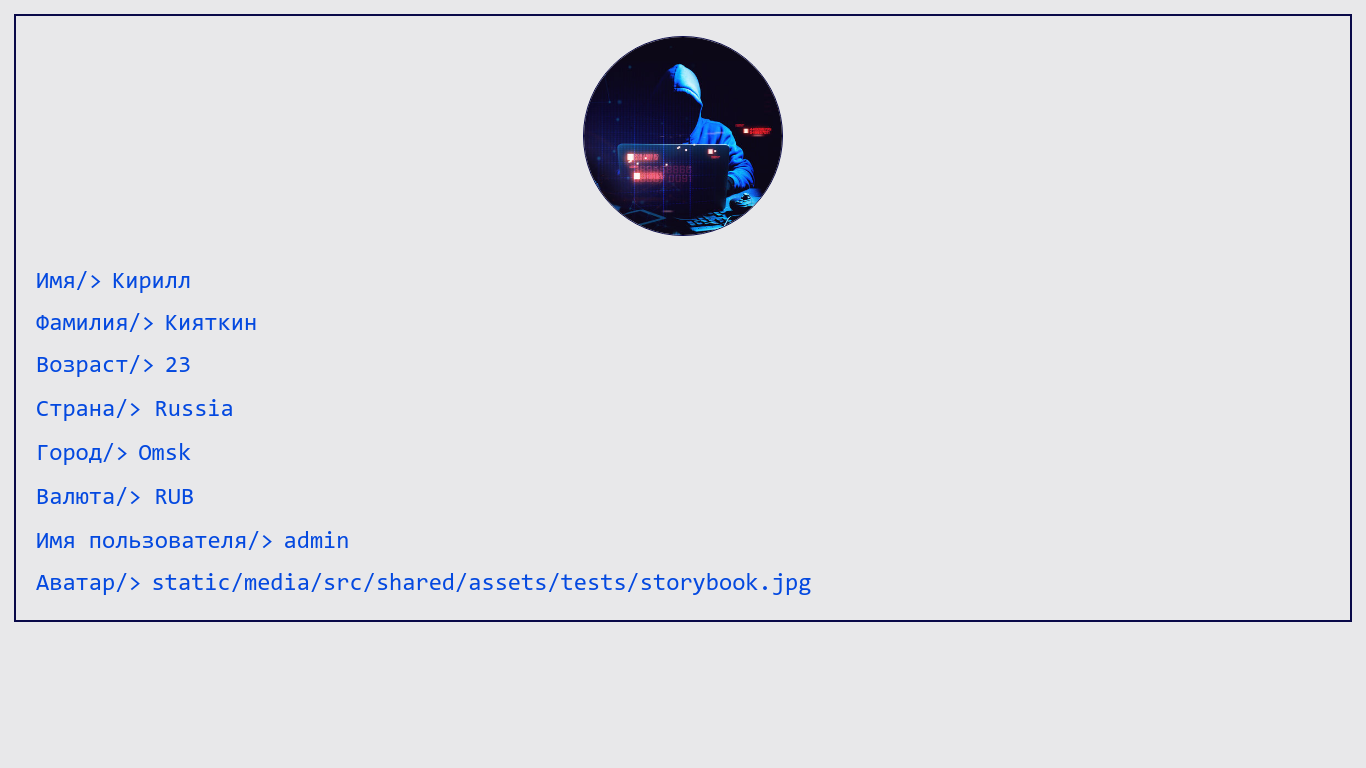 Имя/> Кирилл
Фамилия/> Кияткин
Возраст/> 23
Страна/> Russia
Город/> Omsk
Валюта/> RUB
Имя пользователя/> admin
Аватар/> static/media/src/shared/assets/tests/storybook.jpg